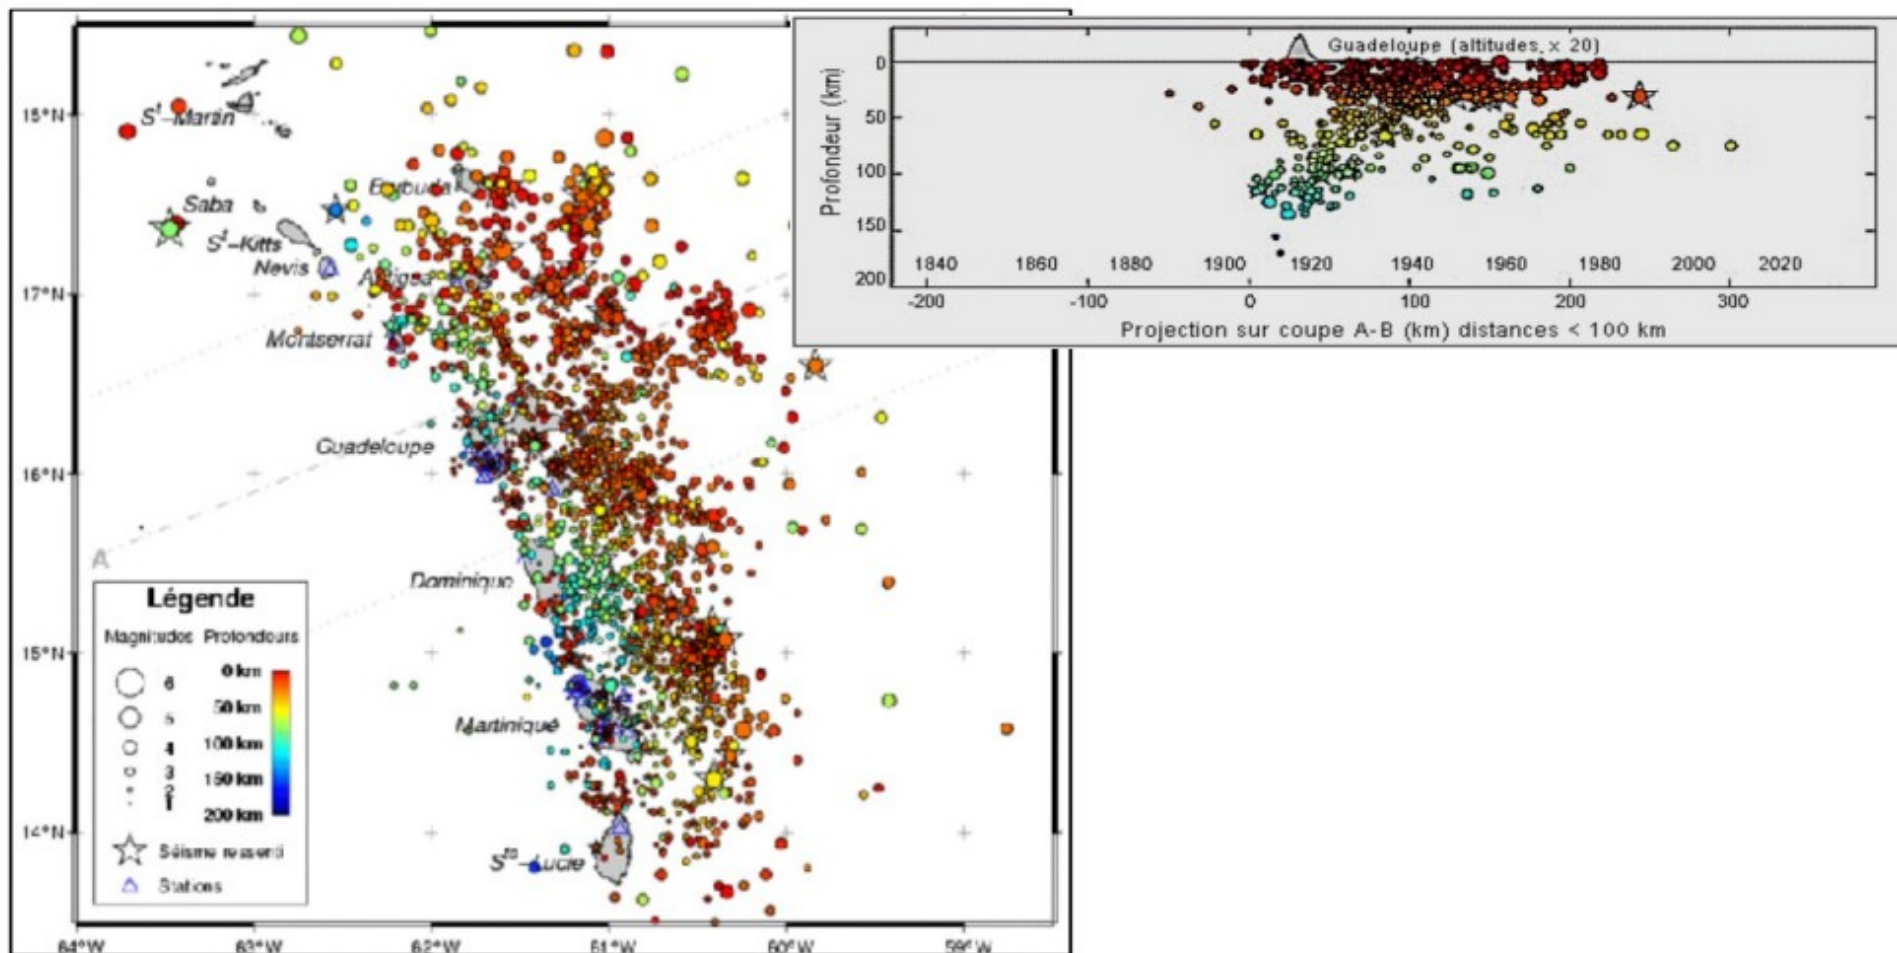 18°N
17°N
16°N
15°N
14°N
64°W
63°W
62°W
61°W
60°W
59°W
Sᵗ-Martin
Saba
Sᵗ-Kitts
Nevis
Barbuda
Antigua
Montserrat
Guadeloupe
Dominique
Martinique
Sᵗᵉ-Lucie
A
Légende
Magnitudes Profondeurs
6
5
4
3
2
1
0 km
50 km
100 km
150 km
200 km
Séisme ressenti
Stations
Guadeloupe (altitudes, x 20)
Profondeur (km)
0
50
100
150
200
1840 1860 1880 1900 1920 1940 1960 1980 2000 2020
-200 -100 0 100 200 300
Projection sur coupe A-B (km) distances < 100 km